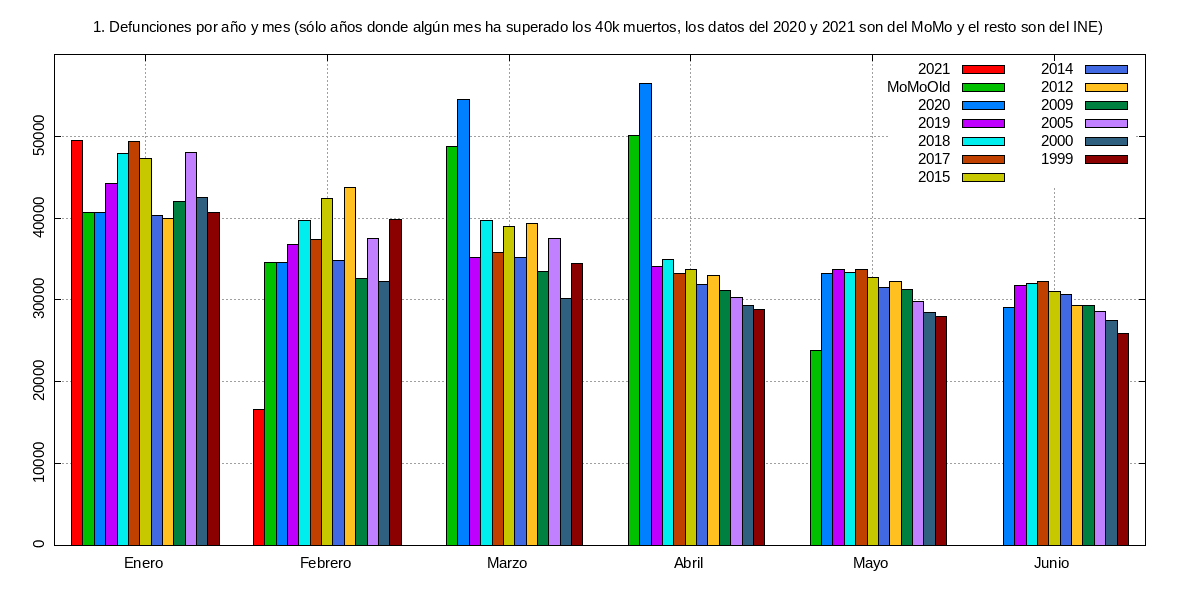 1. Defunciones por año y mes (sólo años donde algún mes ha superado los 40k muertos, los datos del 2020 y 2021 son del MoMo y el resto son del INE)
2021
MoMoOld
2020
2019
2018
2017
2015
2014
2012
2009
2005
2000
1999
50000
40000
30000
20000
10000
0
Enero
Febrero
Marzo
Abril
Mayo
Junio